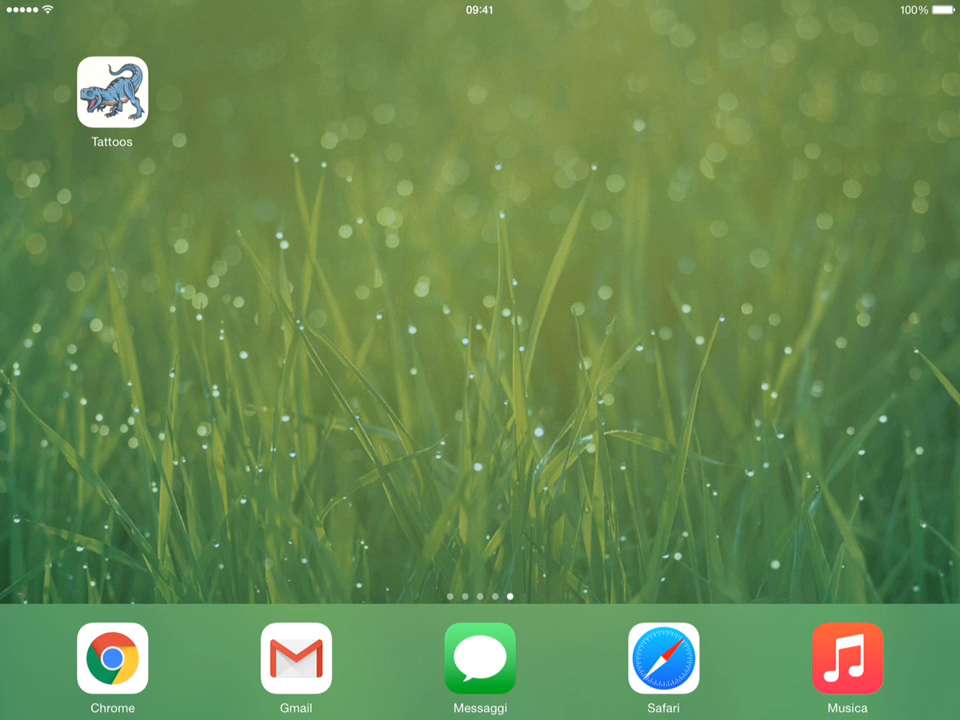 09:41
100%
Tattoos
Chrome
Gmail
Messaggi
Safari
Musica